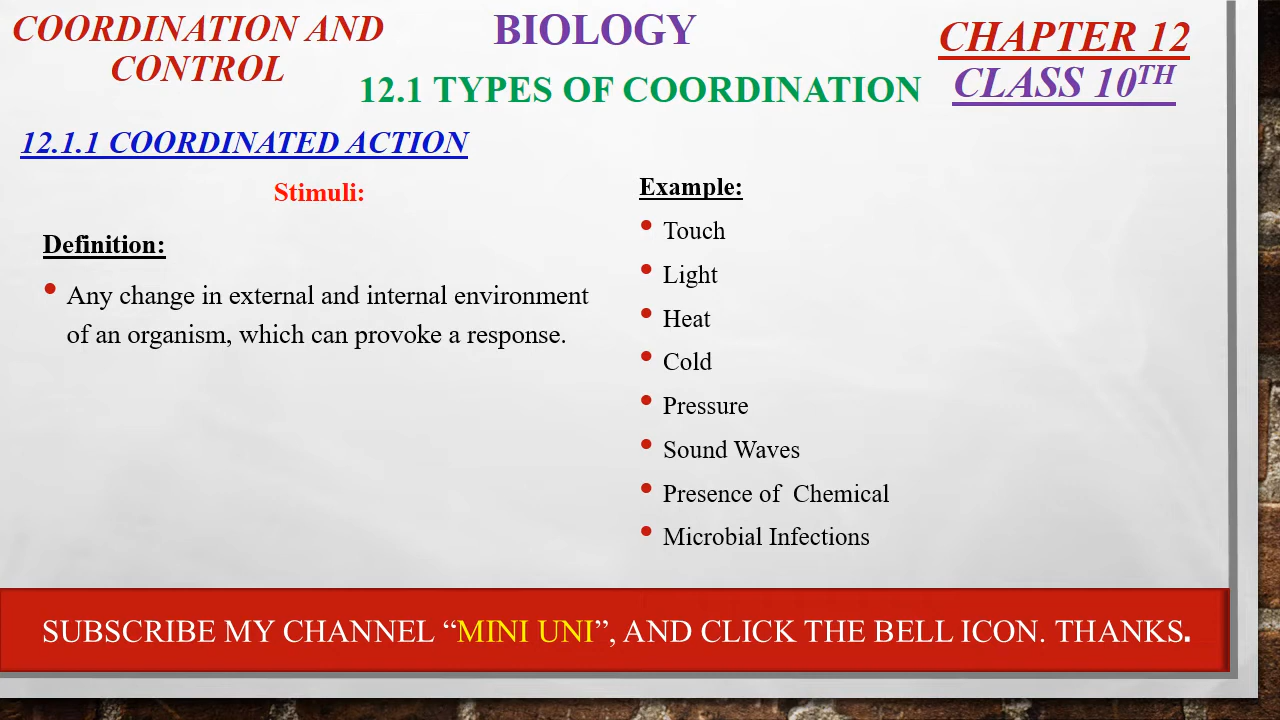 COORDINATION AND
CONTROL
BIOLOGY
12.1 TYPES OF COORDINATION
CHAPTER 12
CLASS 10TH
12.1.1 COORDINATED ACTION
Stimuli:
Definition:
• Any change in external and internal environment
of an organism, which can provoke a response.
Example:
• Touch
• Light
• Heat
• Cold
• Pressure
• Sound Waves
• Presence of  Chemical
• Microbial Infections
SUBSCRIBE MY CHANNEL “MINI UNI”, AND CLICK THE BELL ICON. THANKS.